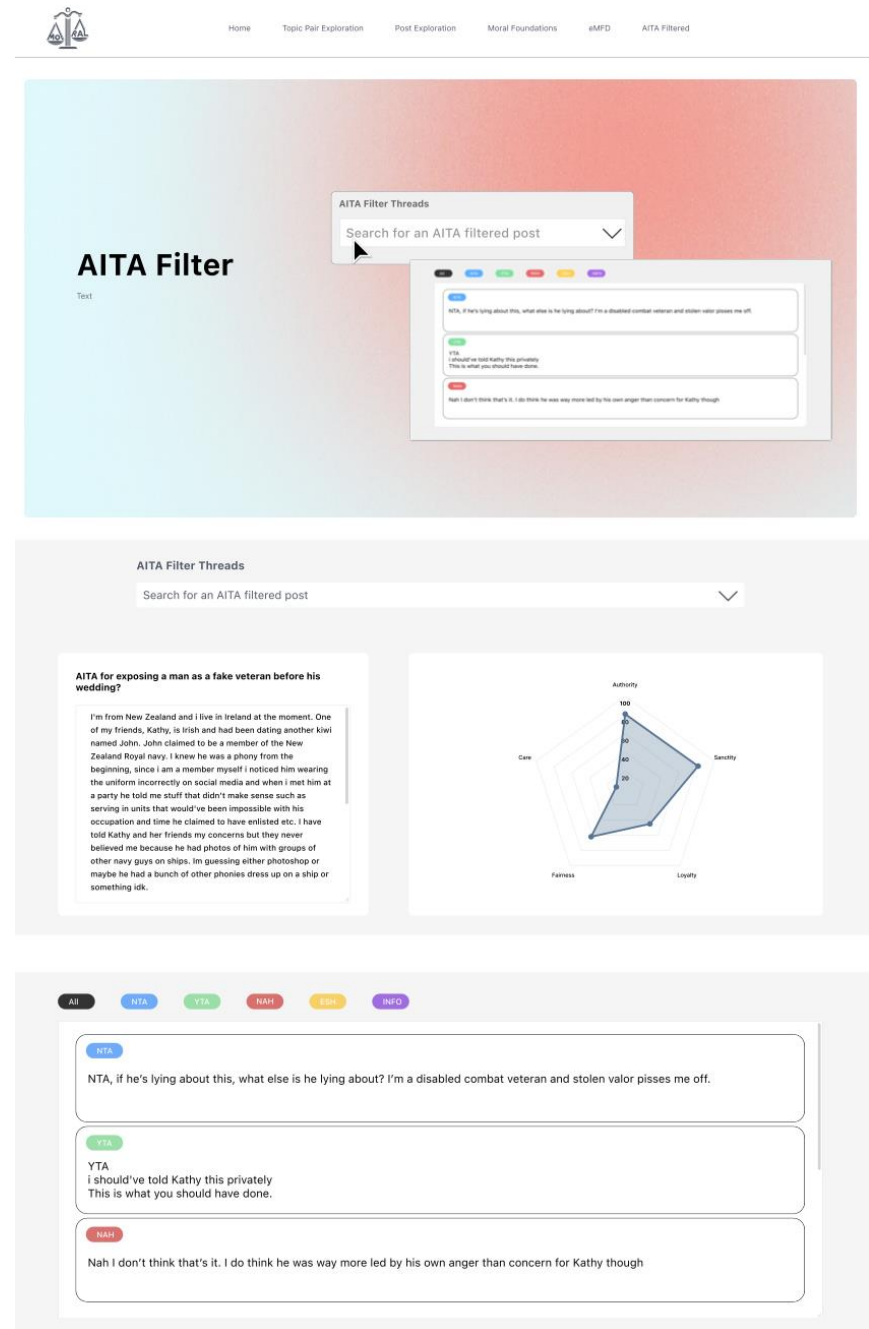 MO RAL
Home Topic Pair Exploration Post Exploration Moral Foundations eMFD AITA Filtered
AITA Filter
Text
AITA Filter Threads
Search for an AITA filtered post
All NTA YTA NAH ESH INFO
NTA
NTA, if he's lying about this, what else is he lying about? I'm a disabled combat veteran and stolen valor pisses me off.
YTA
YTA
i should've told Kathy this privately
This is what you should have done.
NAH
Nah I don't think that's it. I do think he was way more led by his own anger than concern for Kathy though
AITA Filter Threads
Search for an AITA filtered post
AITA for exposing a man as a fake veteran before his
wedding?
I'm from New Zealand and i live in Ireland at the moment. One
of my friends, Kathy, is Irish and had been dating another kiwi
named John. John claimed to be a member of the New
Zealand Royal navy. I knew he was a phony from the
beginning, since i am a member myself i noticed him wearing
the uniform incorrectly on social media and when i met him at
a party he told me stuff that didn't make sense such as
serving in units that would've been impossible with his
occupation and time he claimed to have enlisted etc. I have
told Kathy and her friends my concerns but they never
believed me because he had photos of him with groups of
other navy guys on ships. Im guessing either photoshop or
maybe he had a bunch of other phonies dress up on a ship or
something idk.
Authority
100
80
60
40
20
Care
Sanctity
Fairness
Loyalty
All NTA YTA NAH ESH INFO
NTA
NTA, if he's lying about this, what else is he lying about? I'm a disabled combat veteran and stolen valor pisses me off.
YTA
YTA
i should've told Kathy this privately
This is what you should have done.
NAH
Nah I don't think that's it. I do think he was way more led by his own anger than concern for Kathy though